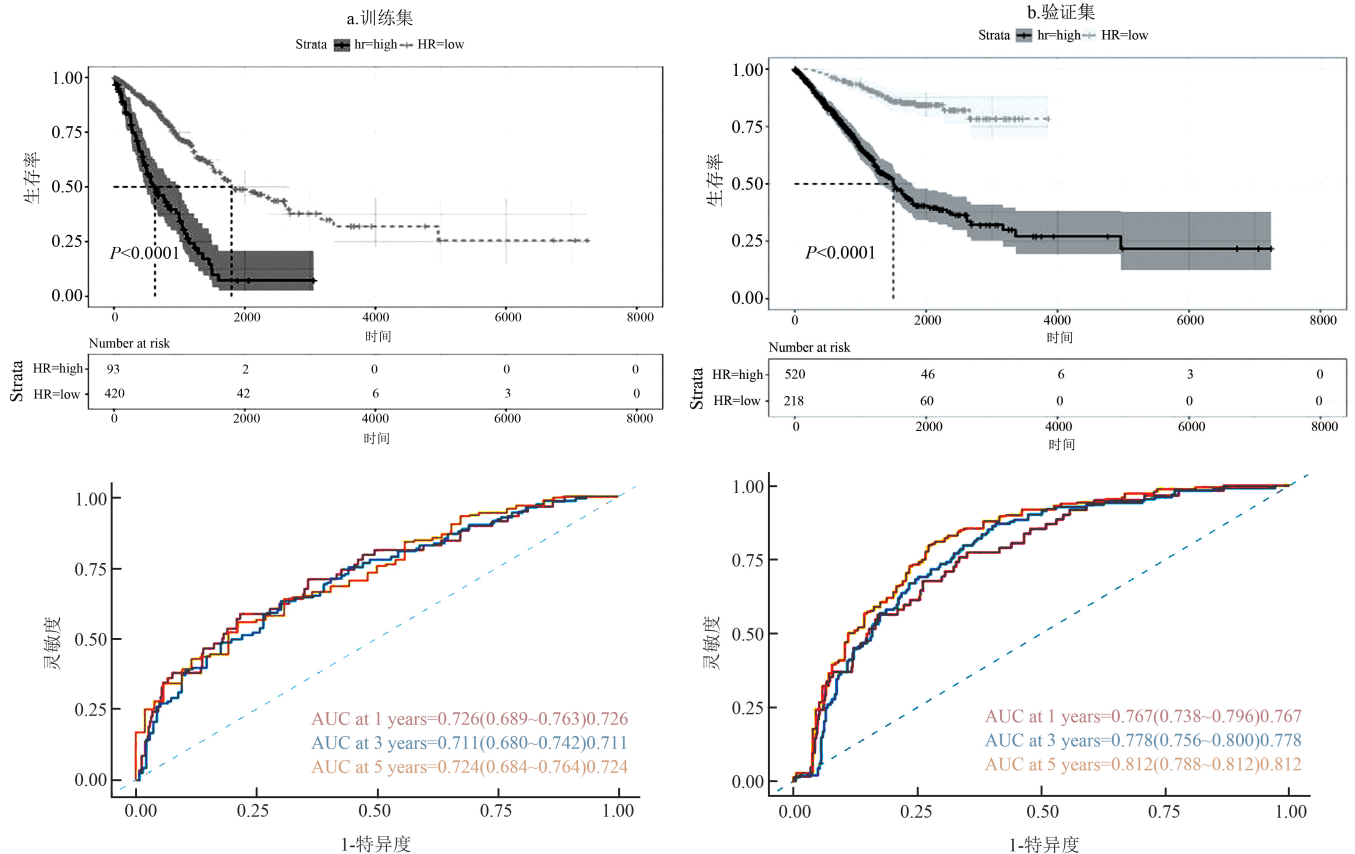 a.训练集
Strata hr=high HR=low
1.00
0.75
0.50
0.25
0.00
生存率
P<0.0001
0 2000 4000 6000 8000
时间
Number at risk
Strata
HR=high 93 2 0 0 0
HR=low 420 42 6 3 0
0 2000 4000 6000 8000
时间
b.验证集
Strata hr=high HR=low
1.00
0.75
0.50
0.25
0.00
生存率
P<0.0001
0 2000 4000 6000 8000
时间
Number at risk
Strata
HR=high 520 46 6 3 0
HR=low 218 60 0 0 0
0 2000 4000 6000 8000
时间
1.00
0.75
0.50
0.25
0.00
灵敏度
AUC at 1 years=0.726(0.689~0.763)0.726
AUC at 3 years=0.711(0.680~0.742)0.711
AUC at 5 years=0.724(0.684~0.764)0.724
0.00 0.25 0.50 0.75 1.00
1-特异度
1.00
0.75
0.50
0.25
0.00
灵敏度
AUC at 1 years=0.767(0.738~0.796)0.767
AUC at 3 years=0.778(0.756~0.800)0.778
AUC at 5 years=0.812(0.788~0.812)0.812
0.00 0.25 0.50 0.75 1.00
1-特异度